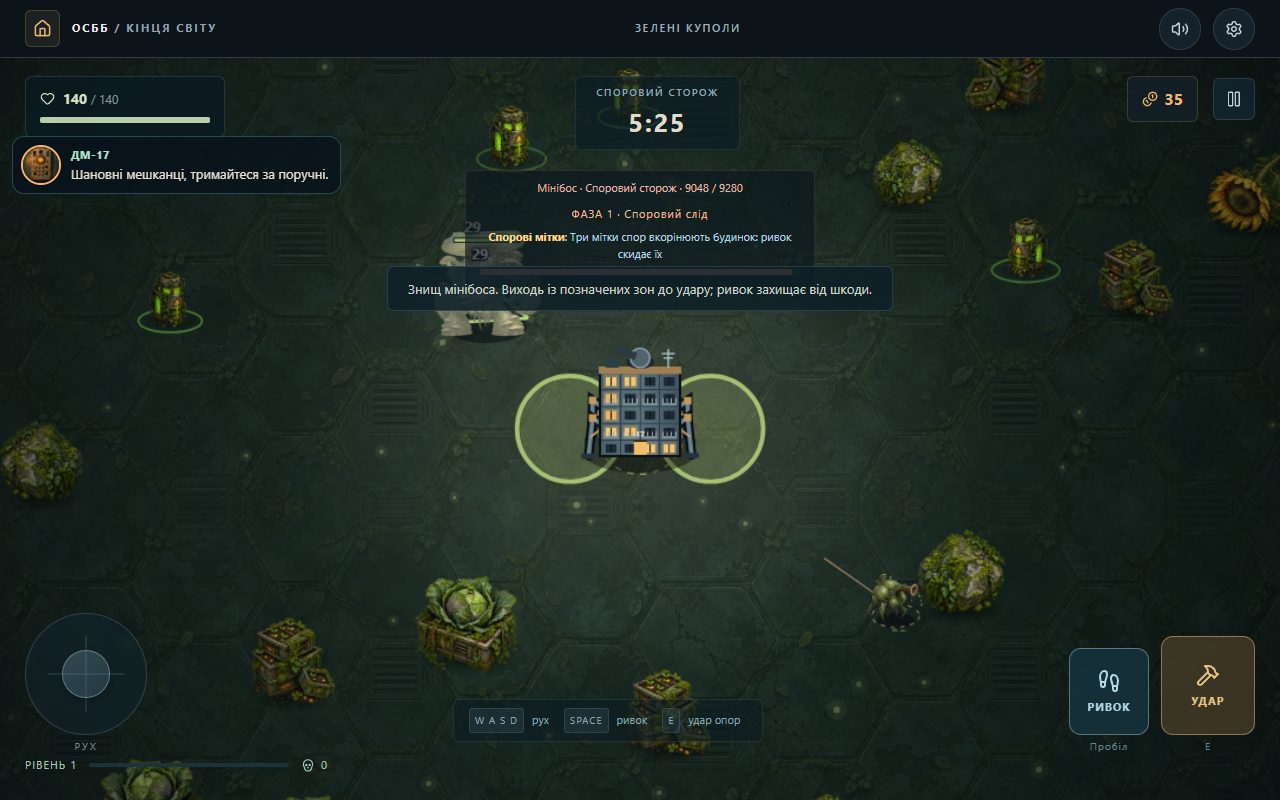 ОСББ / КІНЦЯ СВІТУ
ЗЕЛЕНІ КУПОЛИ
140 / 140
СПОРОВИЙ СТОРОЖ
5:25
35
ДМ-17
Шановні мешканці, тримайтеся за поручні.
Мінібос · Споровий сторож · 9048 / 9280
ФАЗА 1 · Споровий слід
29
Спорові мітки: Три мітки спор вкорінюють будинок: ривок
скидає їх
29
Знищ мінібоса. Виходь із позначених зон до удару; ривок захищає від шкоди.
РИВОК
УДАР
W A S D рух SPACE ривок E удар опор
РУХ
Пробіл
E
РІВЕНЬ 1
0